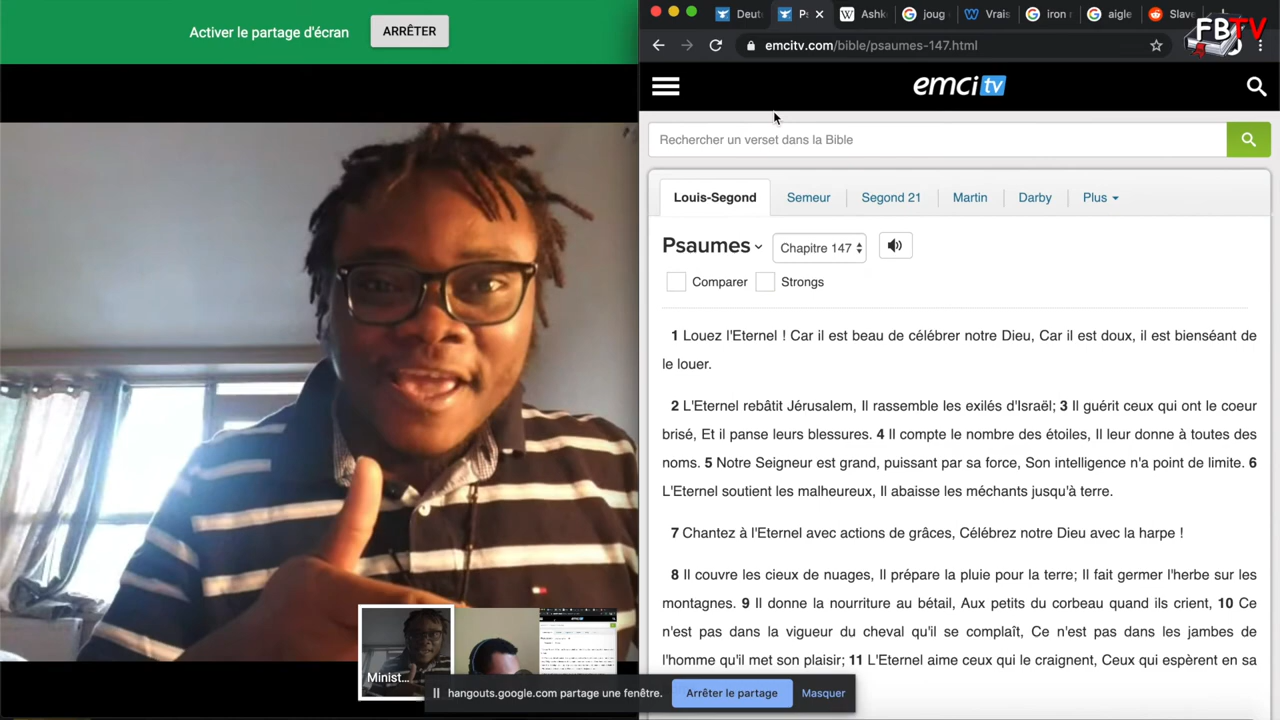 Activer le partage d'écran
ARRÊTER
Minist...
Deut
Ps
iron
aigle
Slave
FBTV
emcitv.com/bible/psaumes-147.html
emci tv
Rechercher un verset dans la Bible
Louis-Segond
Semeur
Segond 21
Martin
Darby
Plus
Psaumes
Chapitre 147
Comparer
Strongs
1 Louez l'Eternel ! Car il est beau de célébrer notre Dieu, Car il est doux, il est bienséant de
le louer.
2 L'Eternel rebâtit Jérusalem, Il rassemble les exilés d'Israël; 3 Il guérit ceux qui ont le coeur
brisé, Et il panse leurs blessures. 4 Il compte le nombre des étoiles, Il leur donne à toutes des
noms. 5 Notre Seigneur est grand, puissant par sa force, Son intelligence n'a point de limite. 6
L'Eternel soutient les malheureux, Il abaisse les méchants jusqu'à terre.
7 Chantez à l'Eternel avec actions de grâces, Célébrez notre Dieu avec la harpe !
8 Il couvre les cieux de nuages, Il prépare la pluie pour la terre; Il fait germer l'herbe sur les
montagnes. 9 Il donne la nourriture au bétail, Aux petits du corbeau quand ils crient, 10 Ce
n'est pas dans la vigueur du cheval qu'il se complaît, Ce n'est pas dans les jambes de
l'homme qu'il met son plaisir; L'Eternel aime ceux qui le craignent, Ceux qui espèrent en sa
hangouts.google.com partage une fenêtre.
Arrêter le partage
Masquer